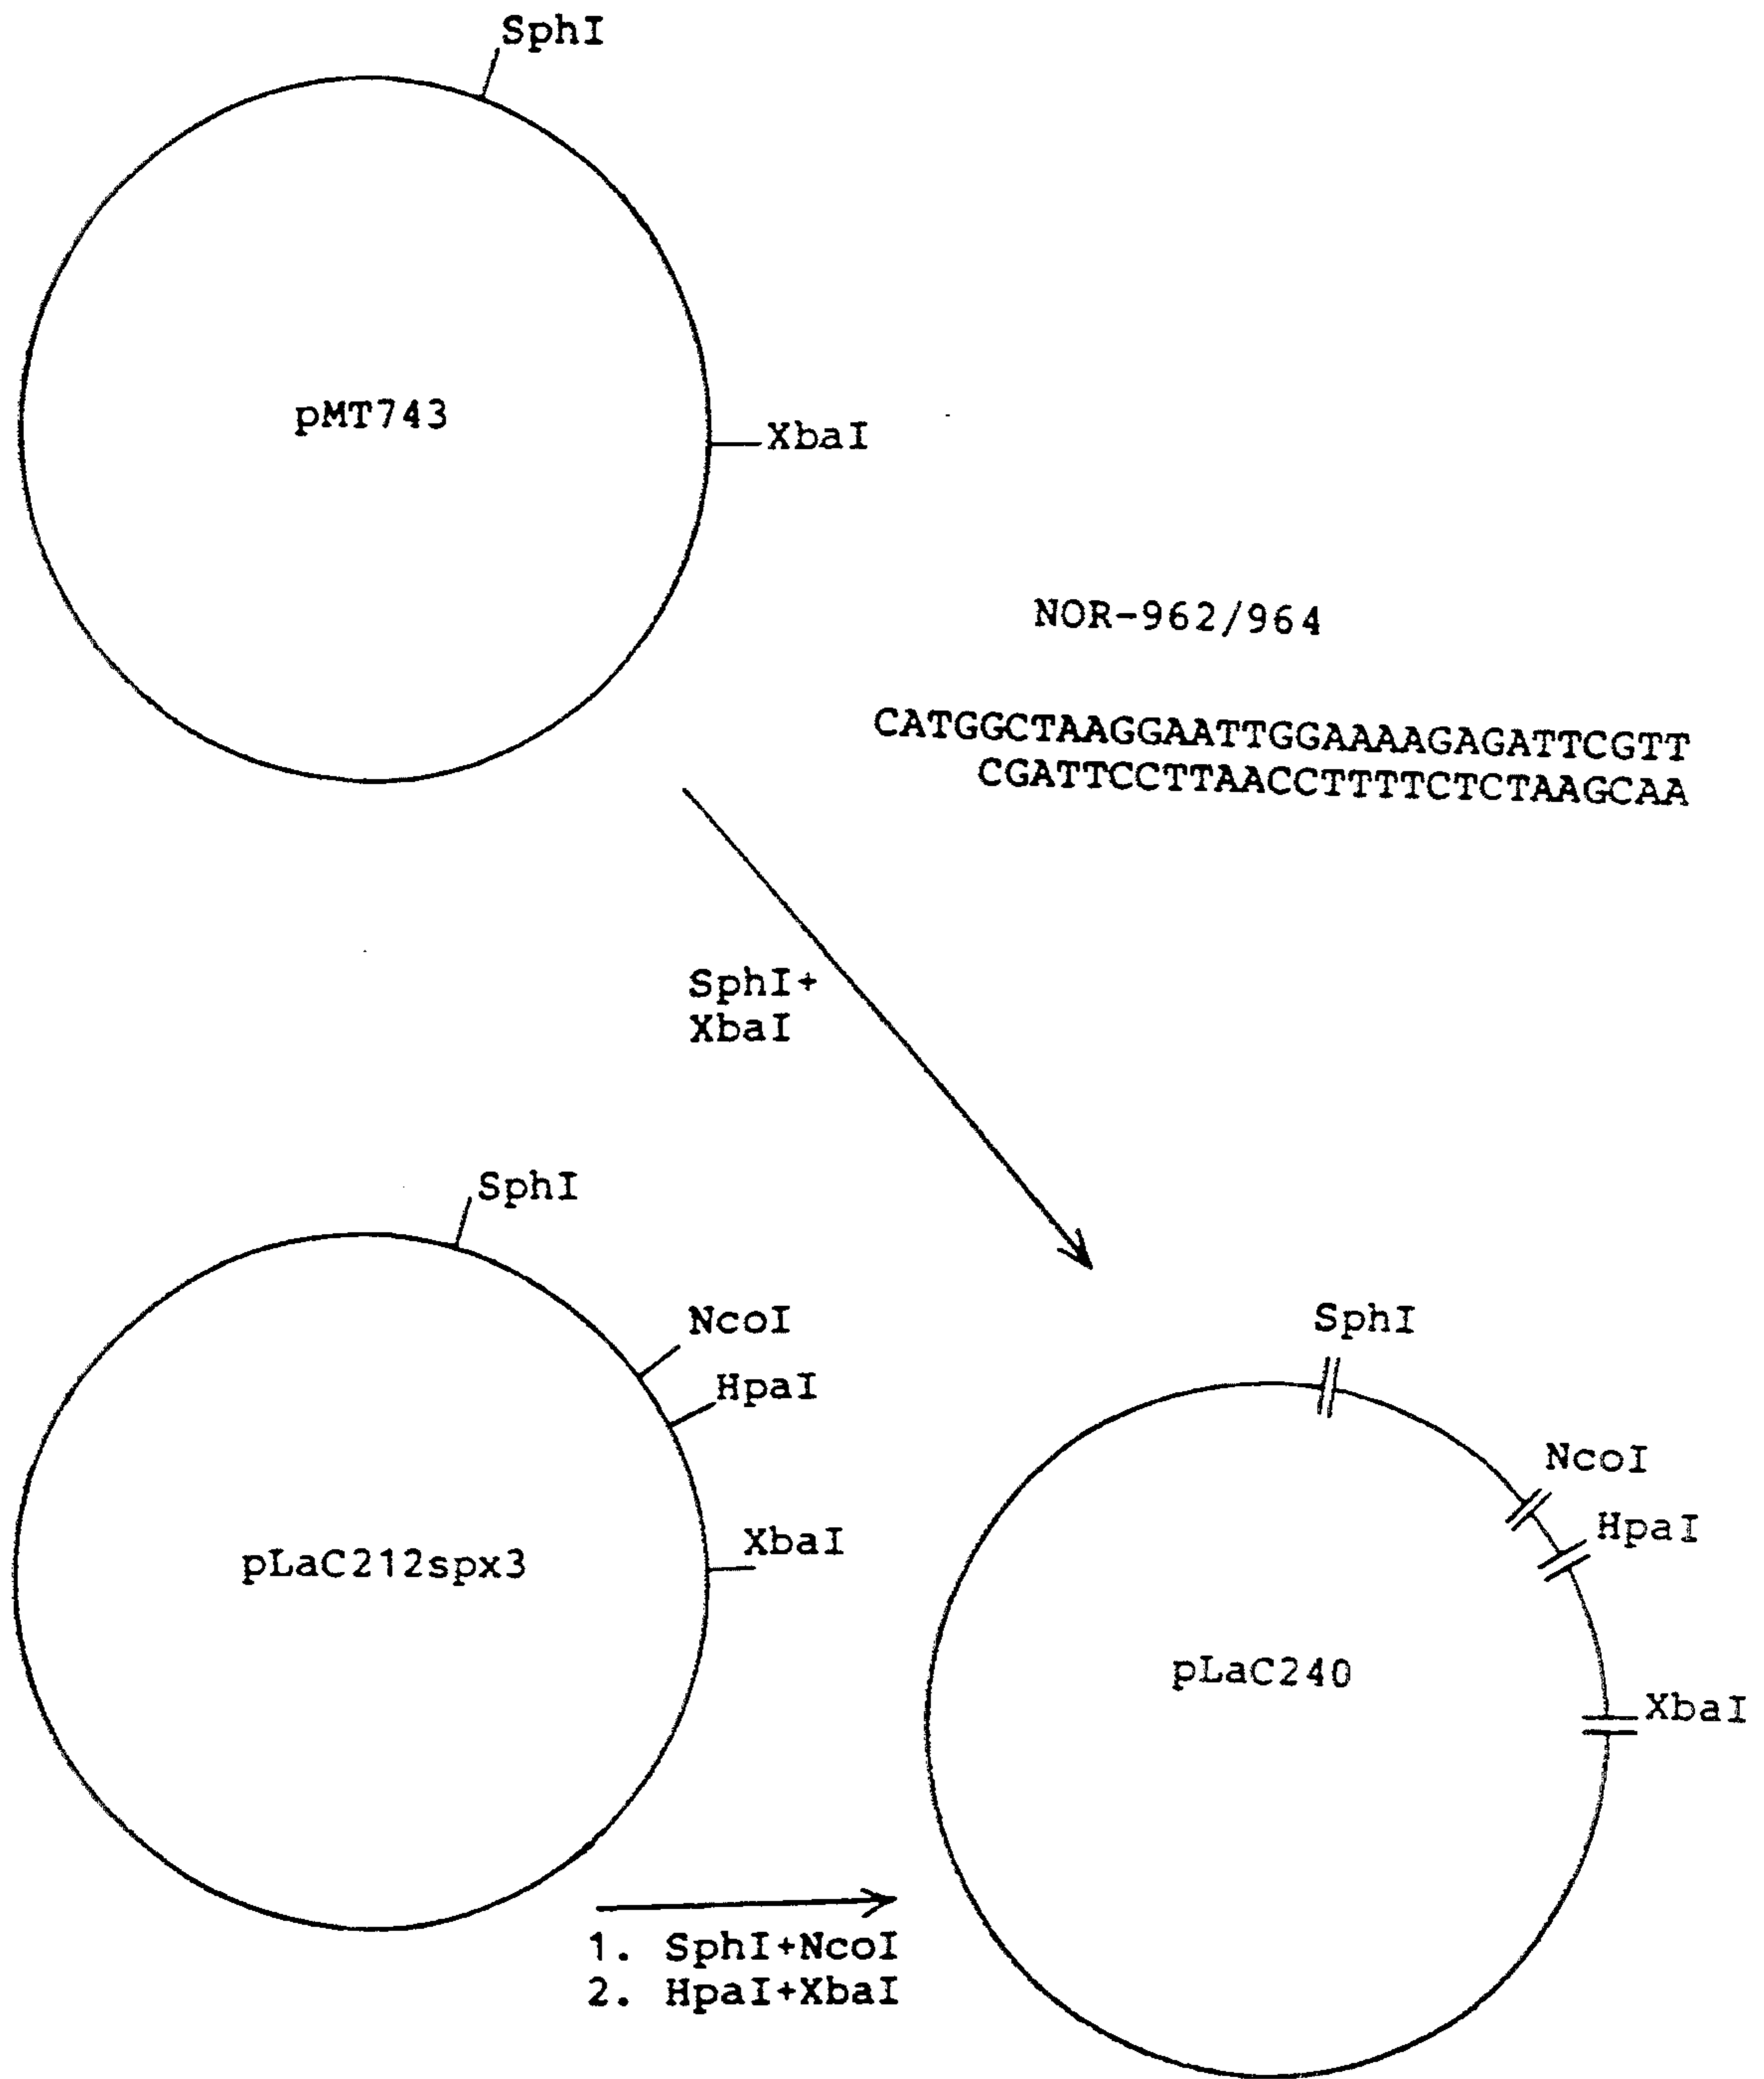 SphI
pMT743
XbaI
NOR-962/964
CATGGCTAAGGAATTGGAAAAGAGATTCGTT
CGATTCCTTAACCTTTTCTCTAAGCAA
SphI+
XbaI
SphI
NcoI
HpaI
XbaI
pLaC212spx3
SphI
NcoI
HpaI
pLaC240
XbaI
1. SphI+NcoI
2. HpaI+XbaI